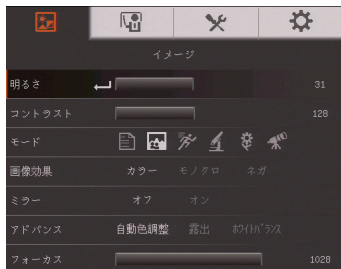 イメージ
明るさ 31
コントラスト 128
モード
画像効果 カラー モノクロ ネガ
ミラー オフ オン
アドバンス 自動色調整 露出 ホワイトバランス
フォーカス 1028